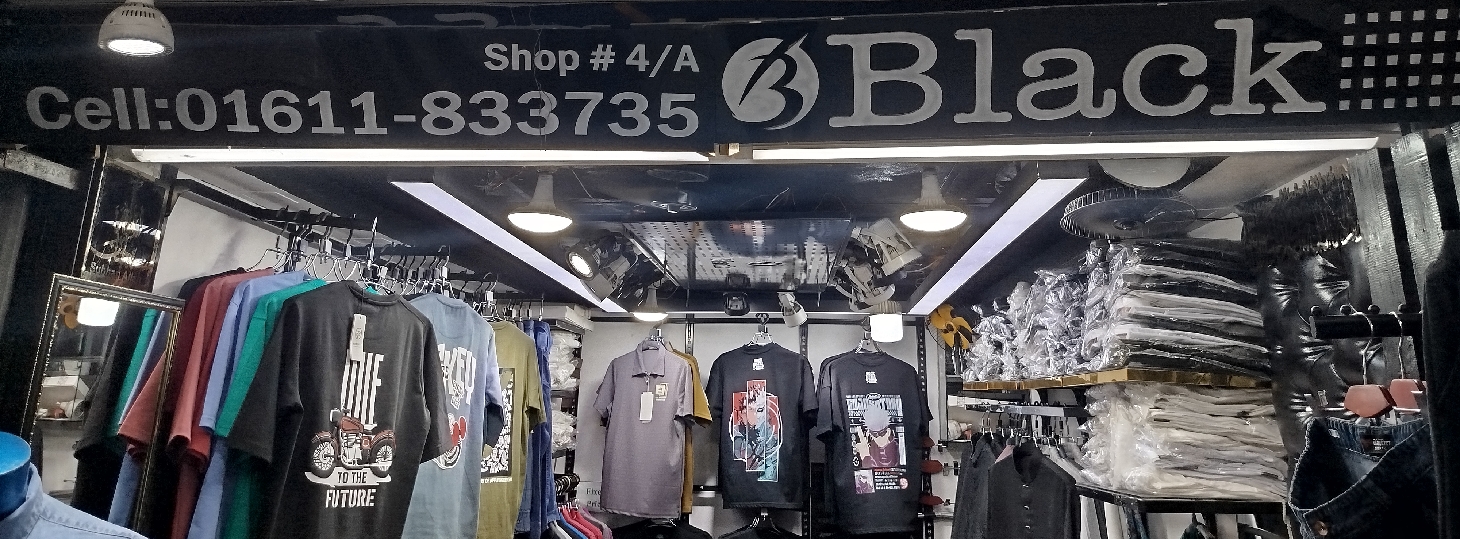 Shop # 4/A
Cell:01611-833735
Black
TO THE
FUTURE